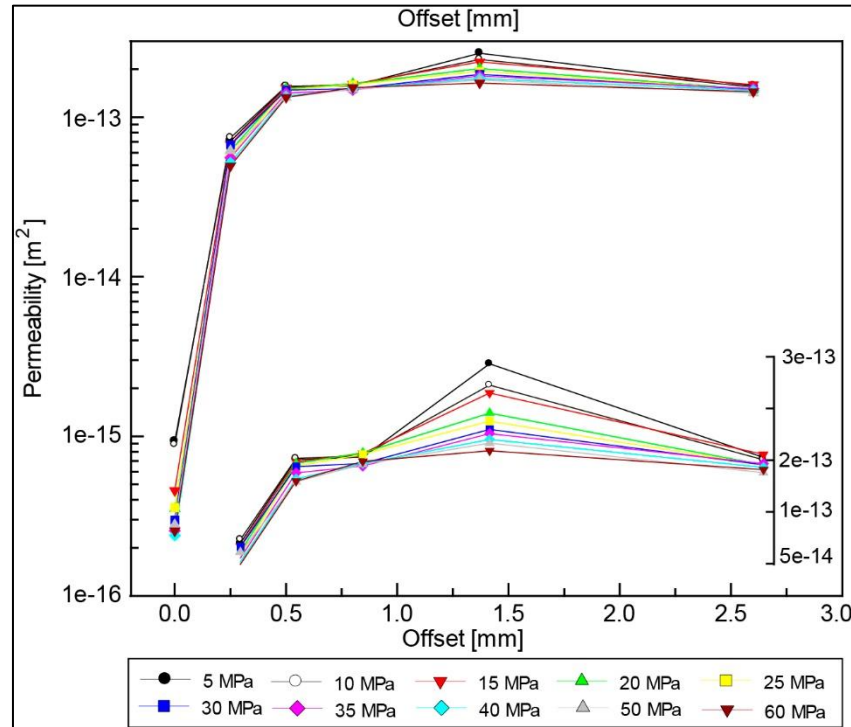 Offset [mm]
1e-13
1e-14
Permeability [m²]
3e-13
1e-15
2e-13
1e-13
5e-14
1e-16
0.0 0.5 1.0 1.5 2.0 2.5 3.0
Offset [mm]
5 MPa 10 MPa 15 MPa 20 MPa 25 MPa
30 MPa 35 MPa 40 MPa 50 MPa 60 MPa